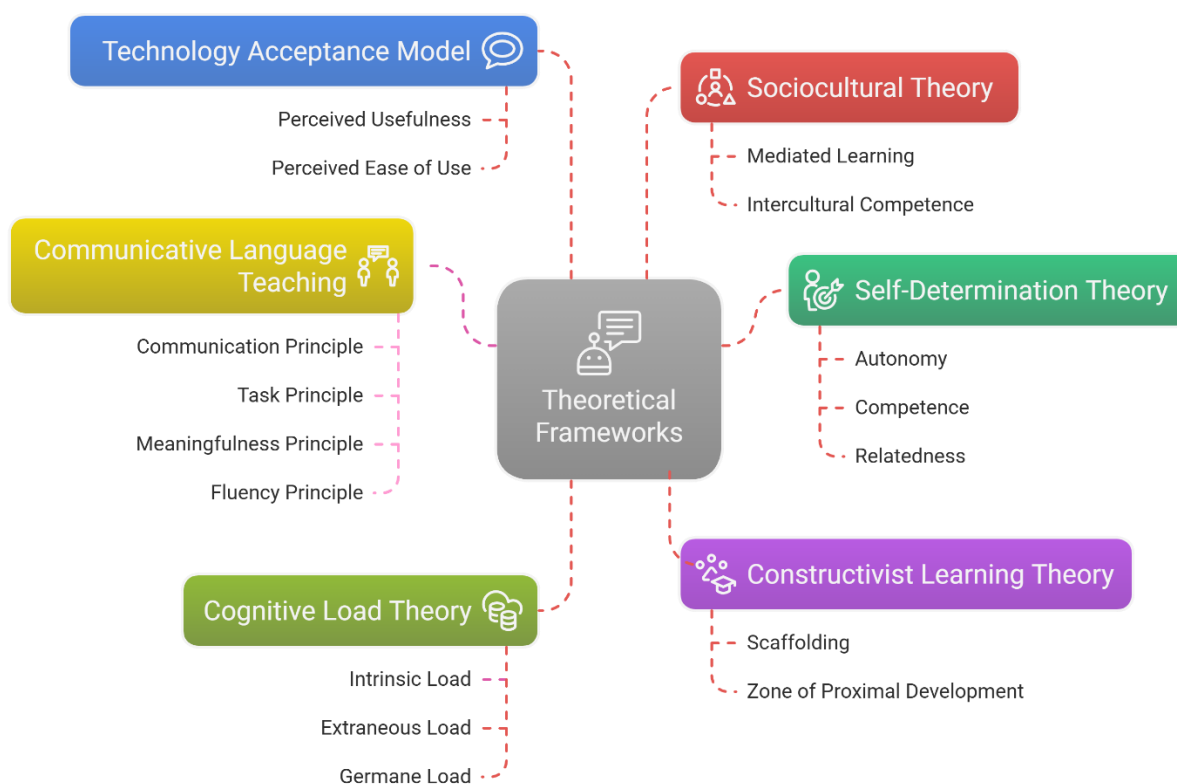 Technology Acceptance Model
Perceived Usefulness
Perceived Ease of Use
Communicative Language
Teaching
Communication Principle
Task Principle
Meaningfulness Principle
Fluency Principle
Cognitive Load Theory
Intrinsic Load
Extraneous Load
Germane Load
Theoretical
Frameworks
Sociocultural Theory
Mediated Learning
Intercultural Competence
Self-Determination Theory
Autonomy
Competence
Relatedness
Constructivist Learning Theory
Scaffolding
Zone of Proximal Development